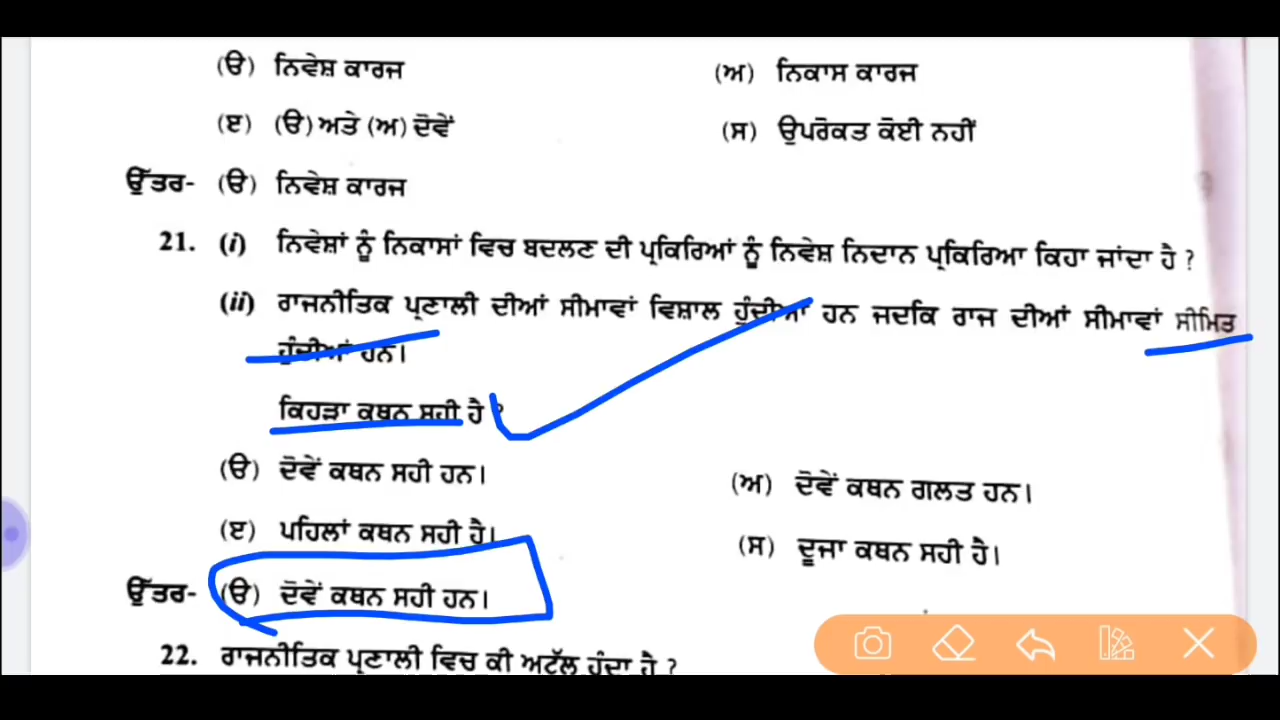 (ੳ) ਨਿਵੇਸ਼ ਕਾਰਜ (ਅ) ਨਿਕਾਸ ਕਾਰਜ
(ੲ) (ੳ) ਅਤੇ (ਅ) ਦੋਵੇਂ (ਸ) ਉਪਰੋਕਤ ਕੋਈ ਨਹੀਂ
ਉੱਤਰ- (ੳ) ਨਿਵੇਸ਼ ਕਾਰਜ
21. (i) ਨਿਵੇਸ਼ਾਂ ਨੂੰ ਨਿਕਾਸਾਂ ਵਿਚ ਬਦਲਣ ਦੀ ਪ੍ਰਕਿਰਿਆਂ ਨੂੰ ਨਿਵੇਸ਼ ਨਿਦਾਨ ਪ੍ਰਕਿਰਿਆ ਕਿਹਾ ਜਾਂਦਾ ਹੈ ?
(ii) ਰਾਜਨੀਤਿਕ ਪ੍ਰਣਾਲੀ ਦੀਆਂ ਸੀਮਾਵਾਂ ਵਿਸ਼ਾਲ ਹੁੰਦੀਆਂ ਹਨ ਜਦਕਿ ਰਾਜ ਦੀਆਂ ਸੀਮਾਵਾਂ ਸੀਮਿਤ
ਹੁੰਦੀਆਂ ਹਨ।
ਕਿਹੜਾ ਕਥਨ ਸਹੀ ਹੈ ?
(ੳ) ਦੋਵੇਂ ਕਥਨ ਸਹੀ ਹਨ। (ਅ) ਦੋਵੇਂ ਕਥਨ ਗਲਤ ਹਨ।
(ੲ) ਪਹਿਲਾਂ ਕਥਨ ਸਹੀ ਹੈ। (ਸ) ਦੂਜਾ ਕਥਨ ਸਹੀ ਹੈ।
ਉੱਤਰ- (ੳ) ਦੋਵੇਂ ਕਥਨ ਸਹੀ ਹਨ।
22. ਰਾਜਨੀਤਿਕ ਪ੍ਰਣਾਲੀ ਵਿਚ ਕੀ ਅਟੱਲ ਹੁੰਦਾ ਹੈ ?